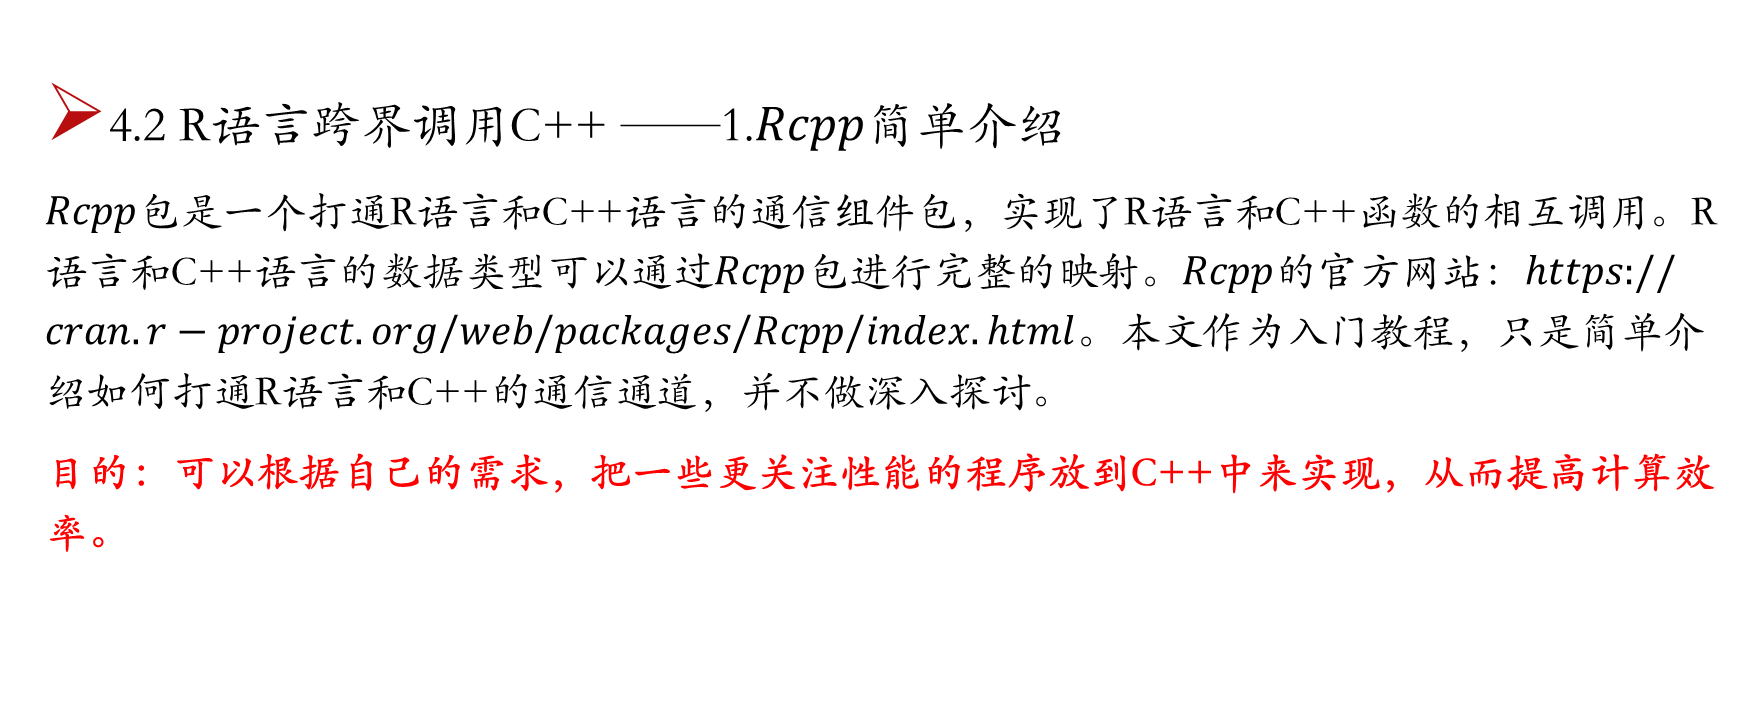 4.2 R语言跨界调用C++ ——1.Rcpp简单介绍
Rcpp包是一个打通R语言和C++语言的通信组件包，实现了R语言和C++函数的相互调用。R
语言和C++语言的数据类型可以通过Rcpp包进行完整的映射。Rcpp的官方网站：https://
cran.r−project.org/web/packages/Rcpp/index.html。本文作为入门教程，只是简单介
绍如何打通R语言和C++的通信通道，并不做深入探讨。
目的：可以根据自己的需求，把一些更关注性能的程序放到C++中来实现，从而提高计算效
率。